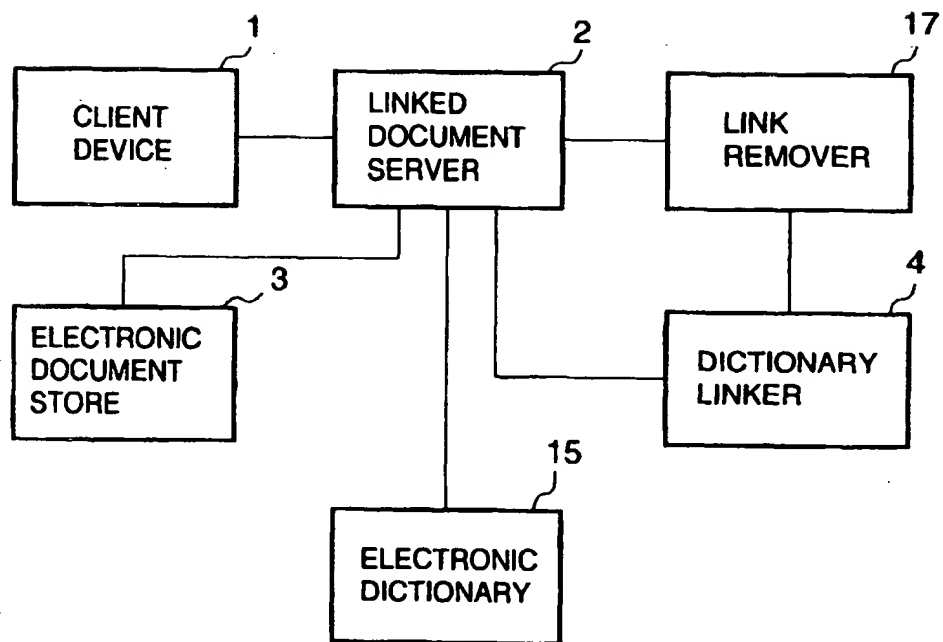 1
CLIENT
DEVICE
2
LINKED
DOCUMENT
SERVER
17
LINK
REMOVER
3
ELECTRONIC
DOCUMENT
STORE
4
DICTIONARY
LINKER
15
ELECTRONIC
DICTIONARY